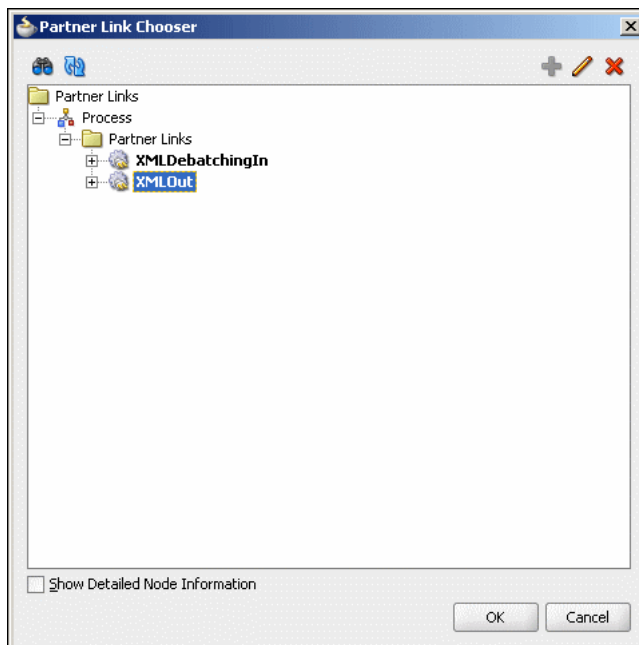 Partner Link Chooser
Partner Links
Process
Partner Links
XMLDebatchingIn
XMLOut
Show Detailed Node Information
OK
Cancel